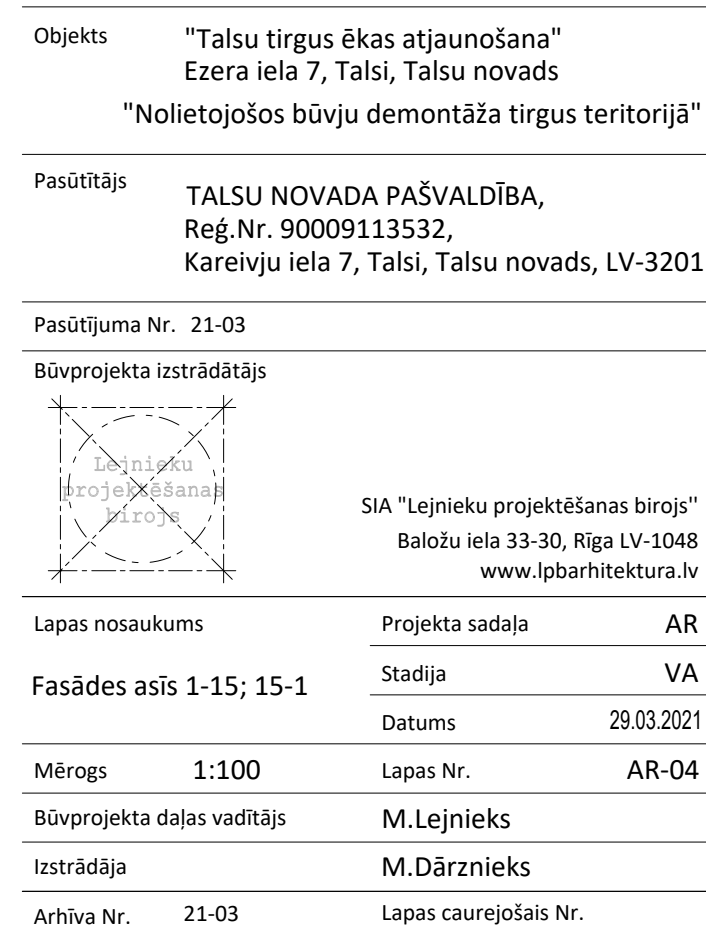 Objekts "Talsu tirgus ēkas atjaunošana"
Ezera iela 7, Talsi, Talsu novads
"Nolietojošos būvju demontāža tirgus teritorijā"
Pasūtītājs TALSU NOVADA PAŠVALDĪBA,
Reģ.Nr. 90009113532,
Kareivju iela 7, Talsi, Talsu novads, LV-3201
Pasūtījuma Nr. 21-03
Būvprojekta izstrādātājs
Lejnieku
projektēšanas
birojs
SIA "Lejnieku projektēšanas birojs"
Baložu iela 33-30, Rīga LV-1048
www.lpbarhitektura.lv
Lapas nosaukums
Fasādes asīs 1-15; 15-1
Projekta sadaļa AR
Stadija VA
Datums 29.03.2021
Mērogs 1:100 Lapas Nr. AR-04
Būvprojekta daļas vadītājs M.Lejnieks
Izstrādāja M.Dārznieks
Arhīva Nr. 21-03 Lapas caurejošais Nr.